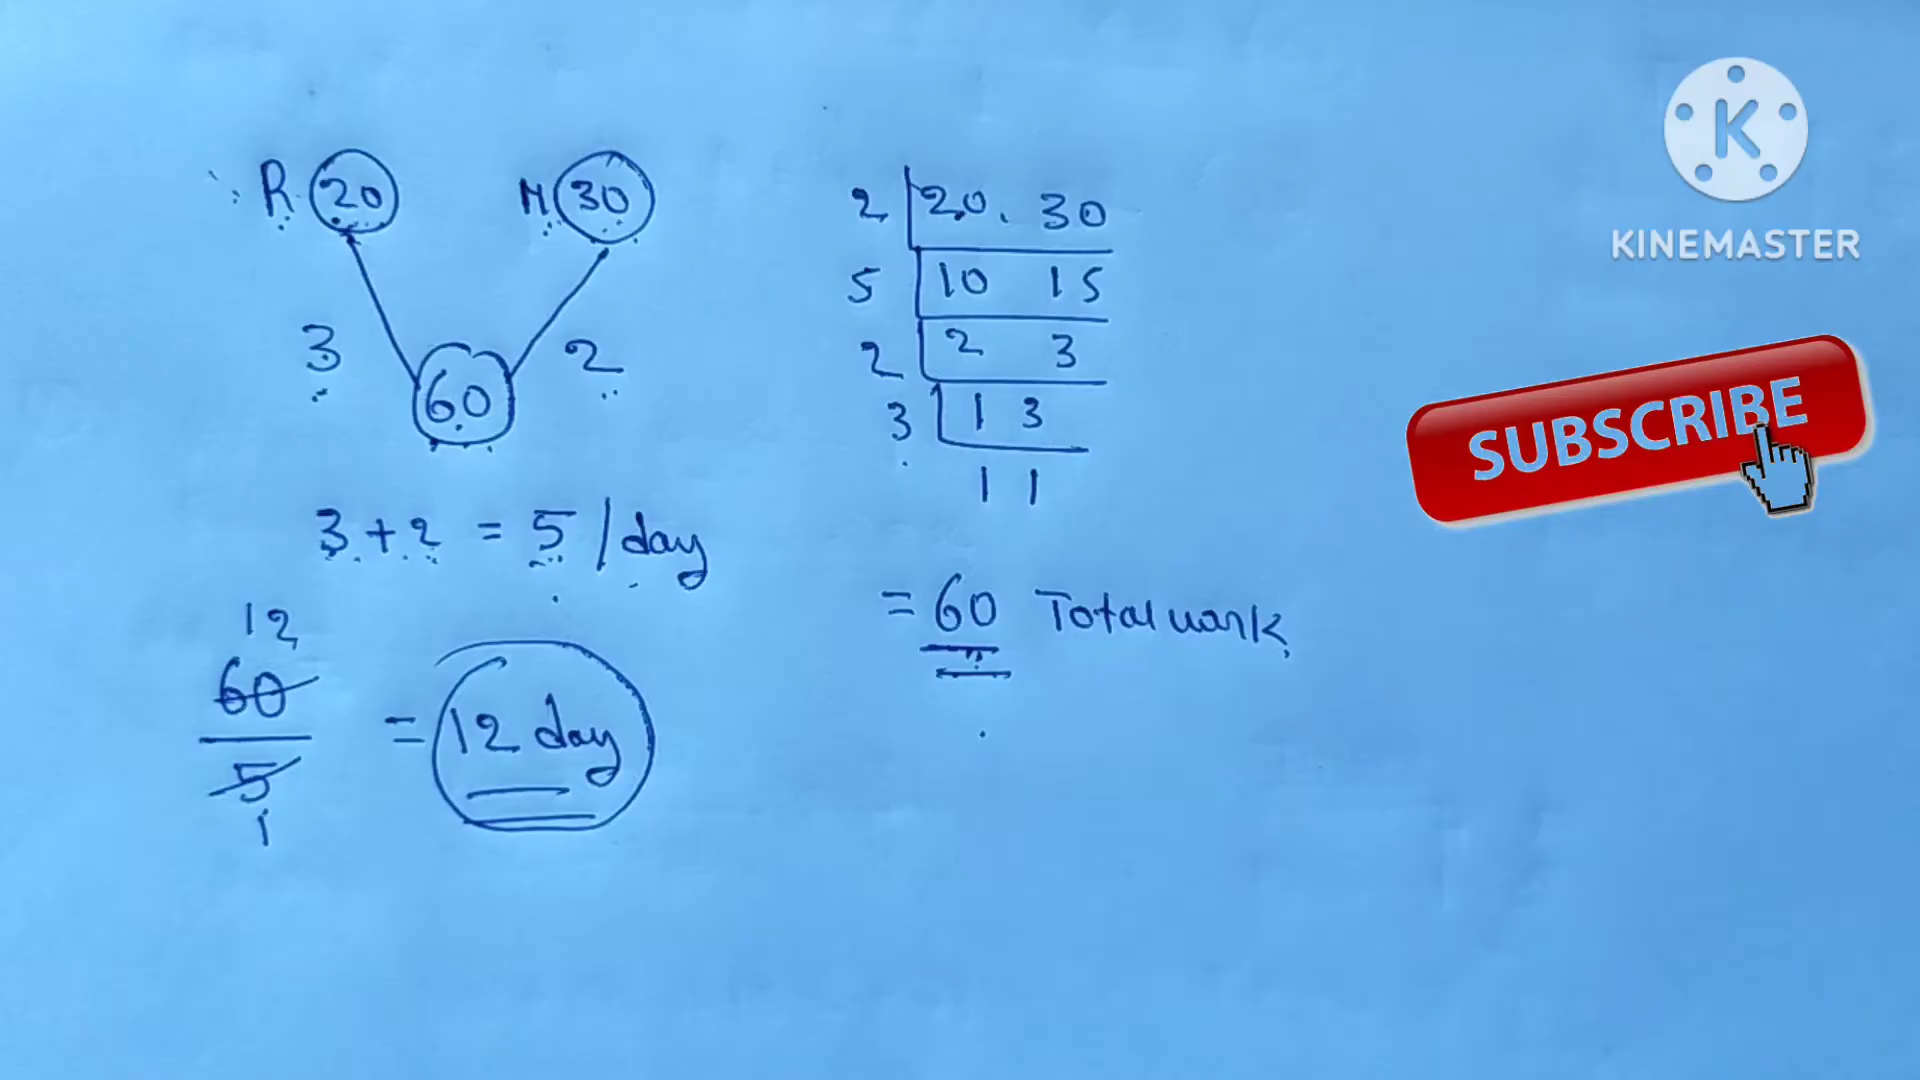 R 20 M 30
3 2
60
3 + 2 = 5 / day
12
60
5
1
= 12 day
2 20. 30
5 10 15
2 2 3
3 1 3
1 1
= 60 Total work
KINEMASTER
SUBSCRIBE